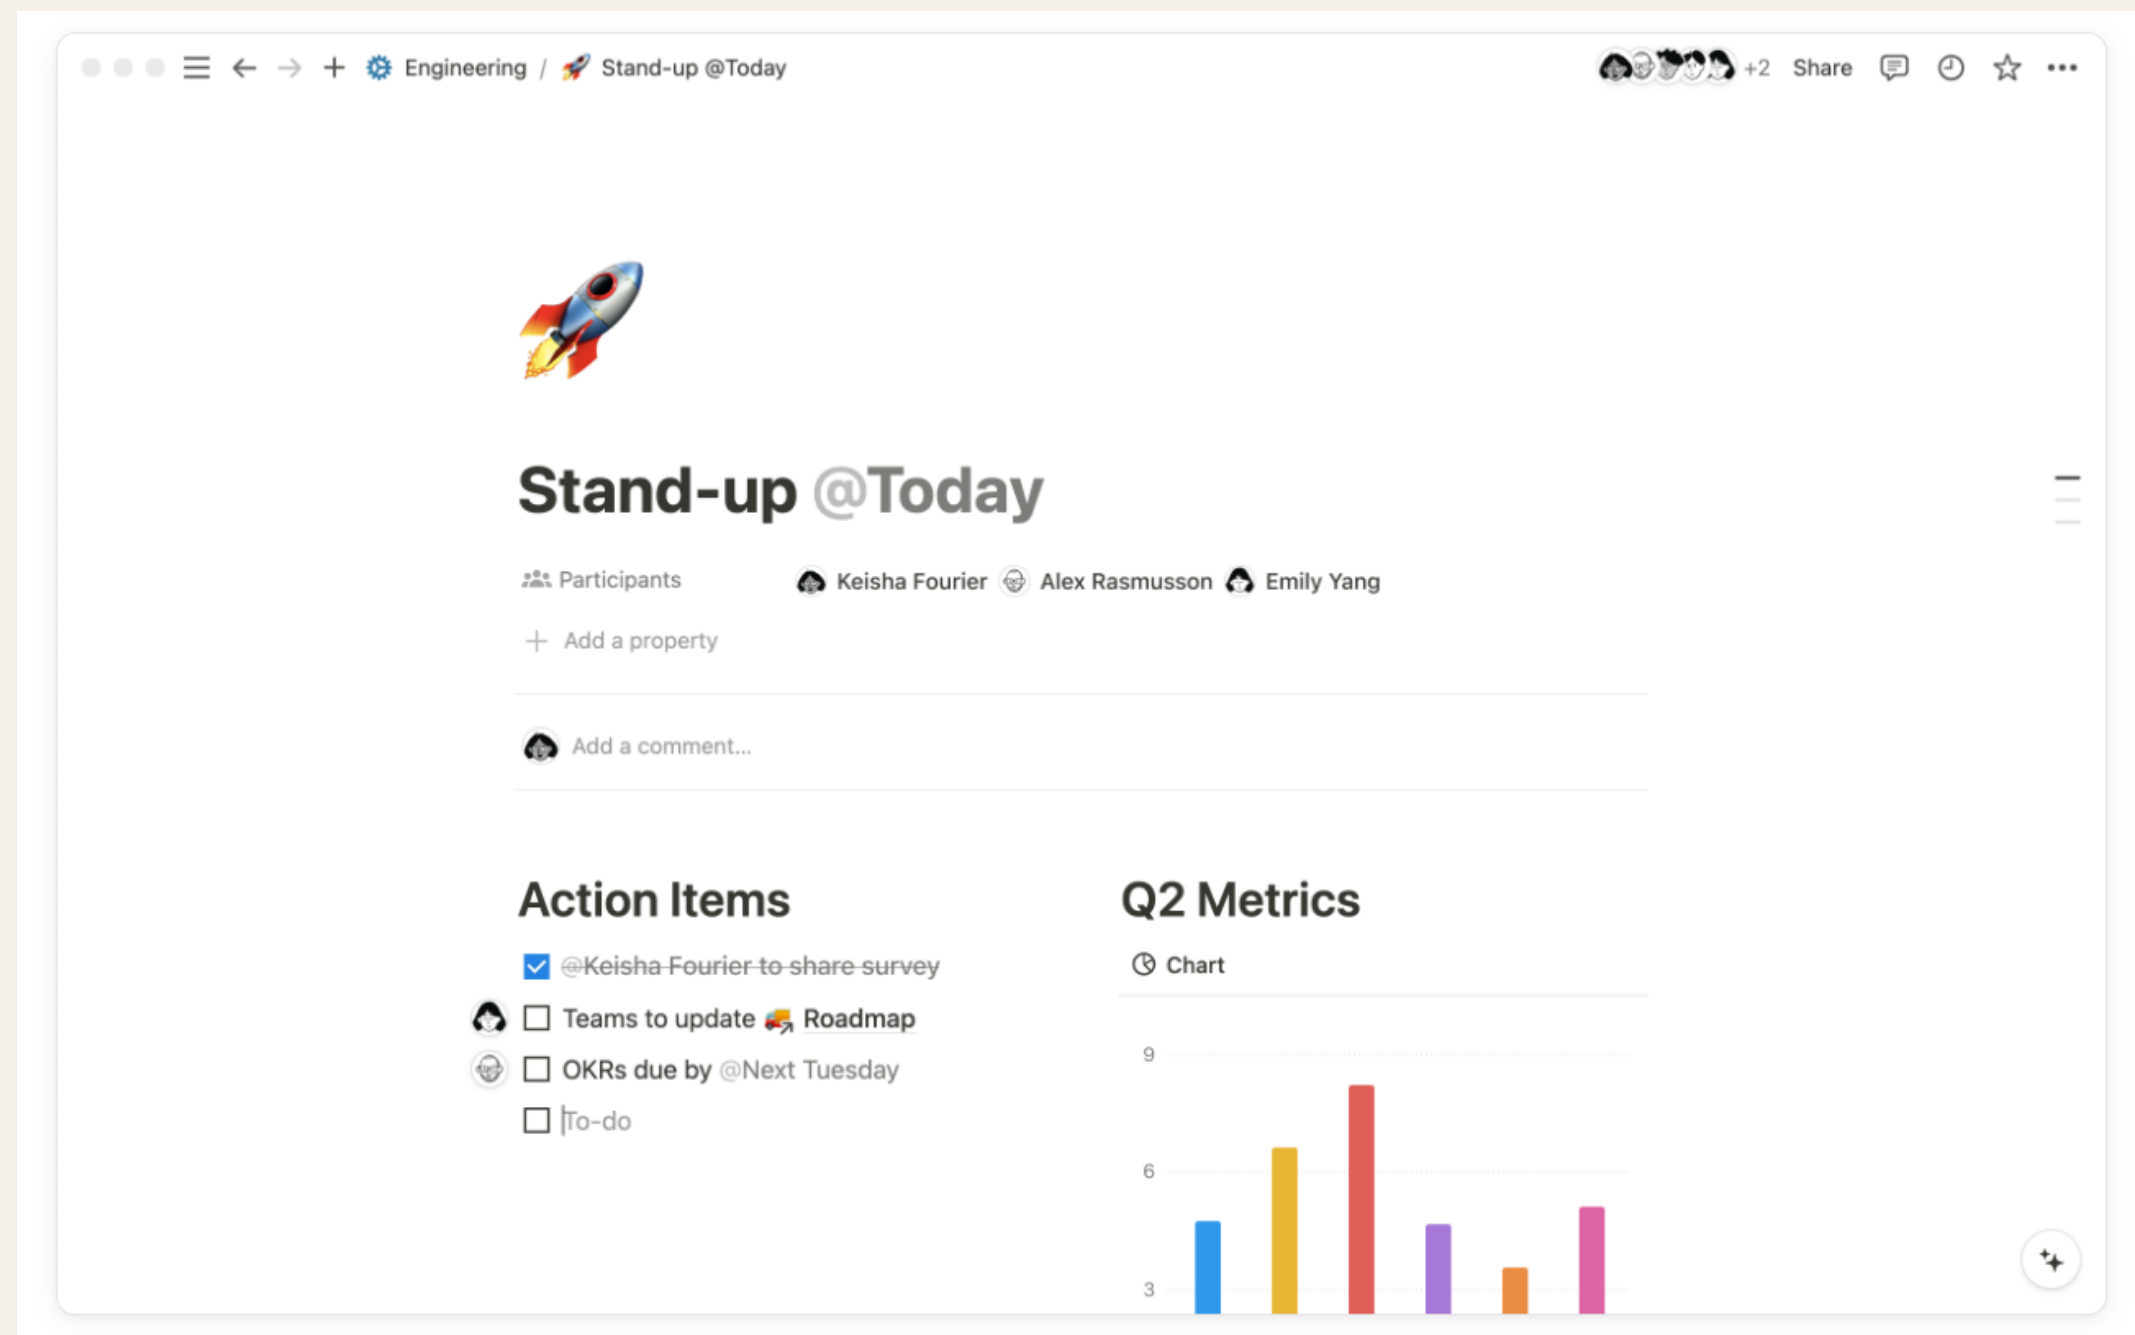 Engineering / Stand-up @Today
+2 Share
Stand-up @Today
Participants Keisha Fourier Alex Rasmusson Emily Yang
Add a property
Add a comment...
Action Items
@Keisha Fourier to share survey
Teams to update Roadmap
OKRs due by @Next Tuesday
To-do
Q2 Metrics
Chart
9
6
3